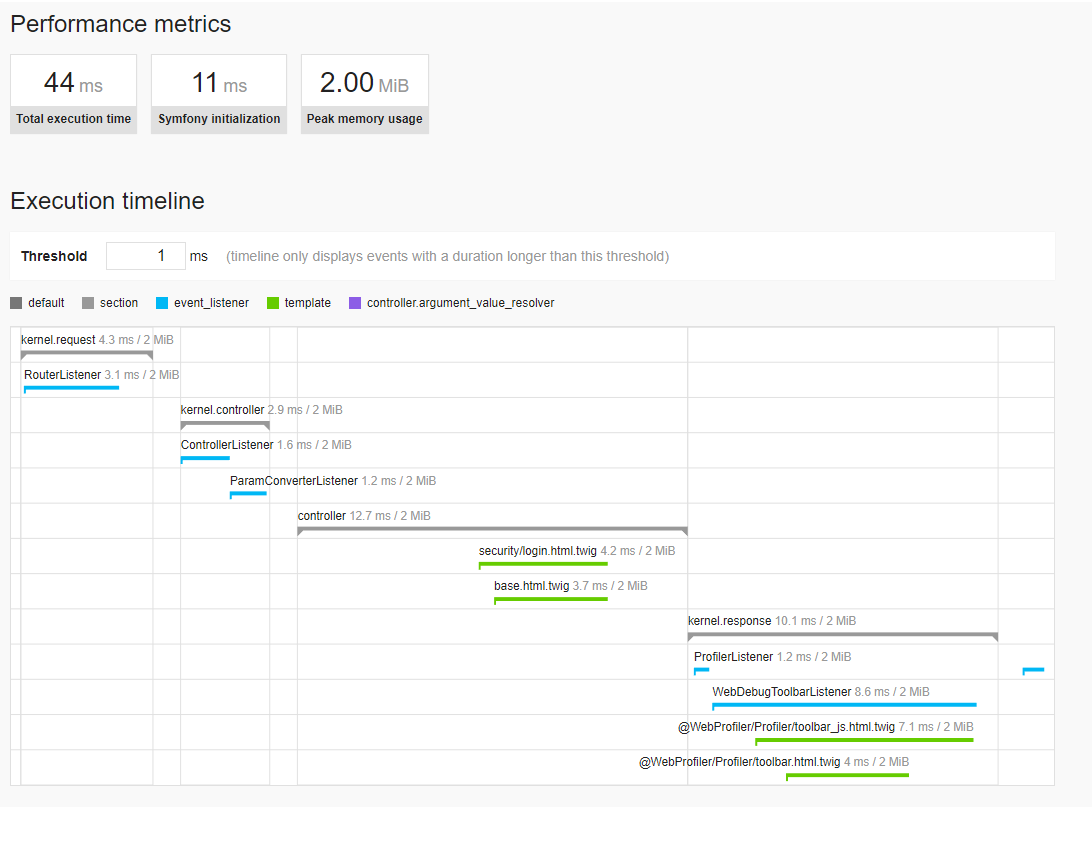 Performance metrics
44 ms 11 ms 2.00 MiB
Total execution time Symfony initialization Peak memory usage
Execution timeline
Threshold 1 ms (timeline only displays events with a duration longer than this threshold)
default section event_listener template controller.argument_value_resolver
kernel.request 4.3 ms / 2 MiB
RouterListener 3.1 ms / 2 MiB
kernel.controller 2.9 ms / 2 MiB
ControllerListener 1.6 ms / 2 MiB
ParamConverterListener 1.2 ms / 2 MiB
controller 12.7 ms / 2 MiB
security/login.html.twig 4.2 ms / 2 MiB
base.html.twig 3.7 ms / 2 MiB
kernel.response 10.1 ms / 2 MiB
ProfilerListener 1.2 ms / 2 MiB
WebDebugToolbarListener 8.6 ms / 2 MiB
@WebProfiler/Profiler/toolbar_js.html.twig 7.1 ms / 2 MiB
@WebProfiler/Profiler/toolbar.html.twig 4 ms / 2 MiB